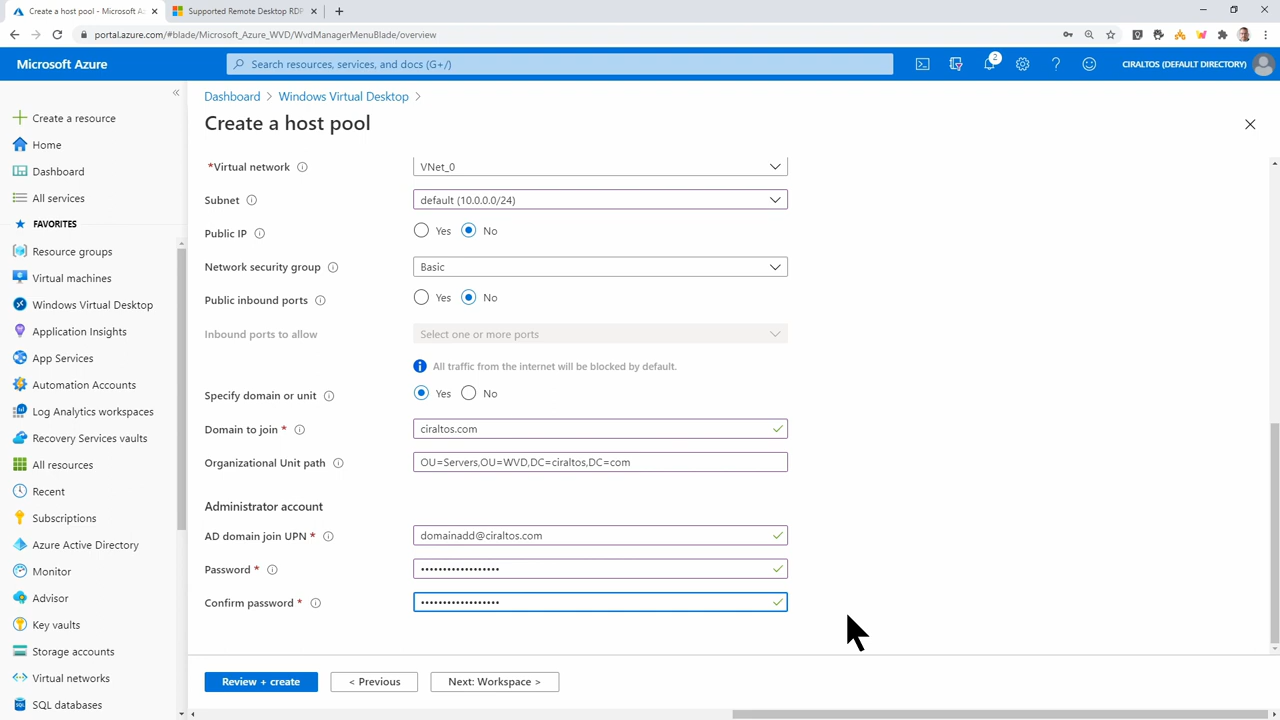 Create a host pool - Microsoft A
Supported Remote Desktop RDP
portal.azure.com/#blade/Microsoft_Azure_WVD/WvdManagerMenuBlade/overview
Microsoft Azure
Search resources, services, and docs (G+/)
2
CIRALTOS (DEFAULT DIRECTORY)
Create a resource
Home
Dashboard
All services
FAVORITES
Resource groups
Virtual machines
Windows Virtual Desktop
Application Insights
App Services
Automation Accounts
Log Analytics workspaces
Recovery Services vaults
All resources
Recent
Subscriptions
Azure Active Directory
Monitor
Advisor
Key vaults
Storage accounts
Virtual networks
SQL databases
Dashboard > Windows Virtual Desktop >
Create a host pool
*Virtual network VNet_0
Subnet default (10.0.0.0/24)
Public IP Yes No
Network security group Basic
Public inbound ports Yes No
Inbound ports to allow Select one or more ports
All traffic from the internet will be blocked by default.
Specify domain or unit Yes No
Domain to join * ciraltos.com
Organizational Unit path OU=Servers,OU=WVD,DC=ciraltos,DC=com
Administrator account
AD domain join UPN * domainadd@ciraltos.com
Password * ••••••••••••••••••
Confirm password * ••••••••••••••••••
Review + create < Previous Next: Workspace >